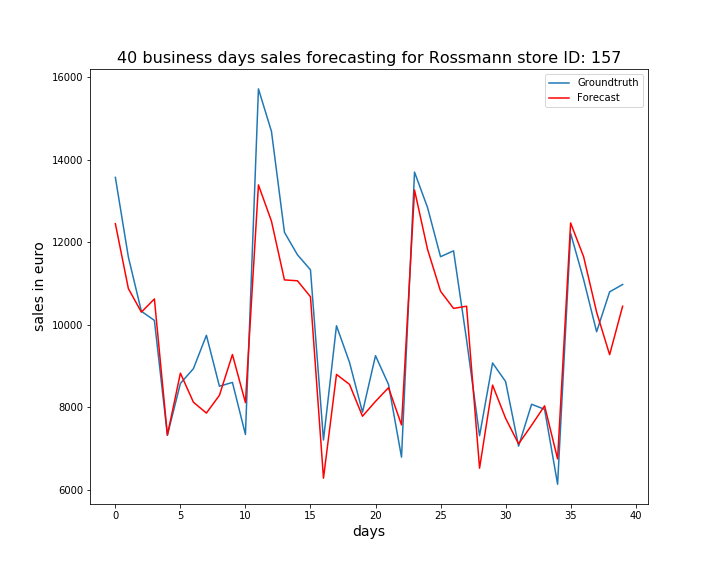 40 business days sales forecasting for Rossmann store ID: 157
Groundtruth
Forecast
sales in euro
16000
14000
12000
10000
8000
6000
0 5 10 15 20 25 30 35 40
days